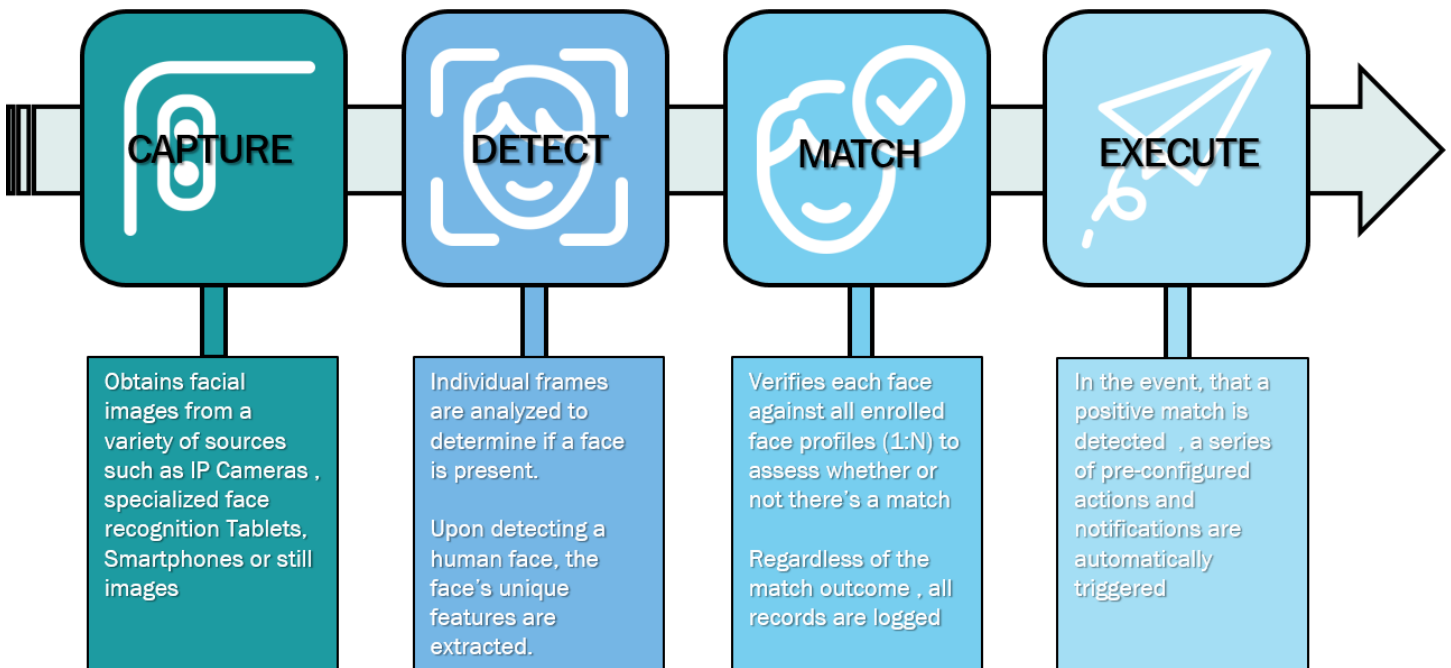 CAPTURE
DETECT
MATCH
EXECUTE
Obtains facial
images from a
variety of sources
such as IP Cameras ,
specialized face
recognition Tablets,
Smartphones or still
images
Individual frames
are analyzed to
determine if a face
is present.
Upon detecting a
human face, the
face’s unique
features are
extracted.
Verifies each face
against all enrolled
face profiles (1:N) to
assess whether or
not there’s a match
Regardless of the
match outcome , all
records are logged
In the event, that a
positive match is
detected , a series
of pre-configured
actions and
notifications are
automatically
triggered